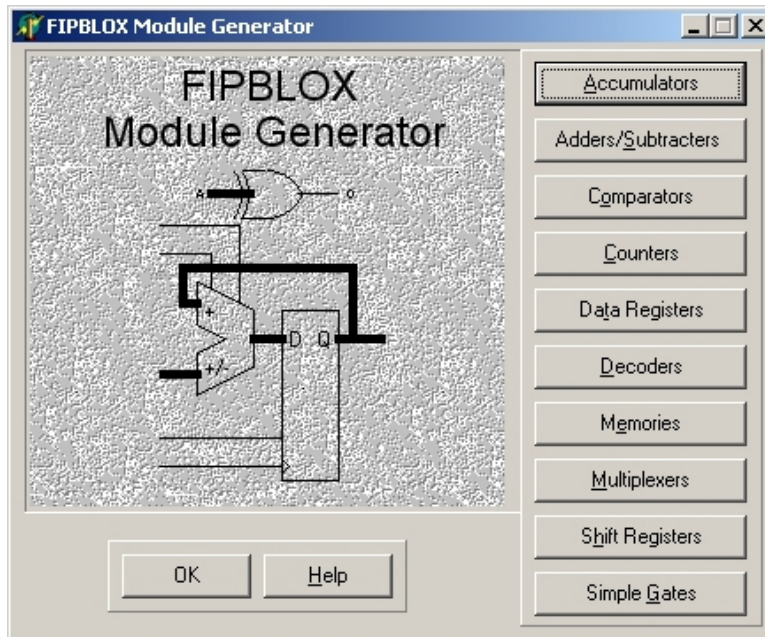 FIPBLOX Module Generator
FIPBLOX
Module Generator
A
O
+
+/-
D Q
Accumulators
Adders/Subtracters
Comparators
Counters
Data Registers
Decoders
Memories
Multiplexers
Shift Registers
Simple Gates
OK
Help